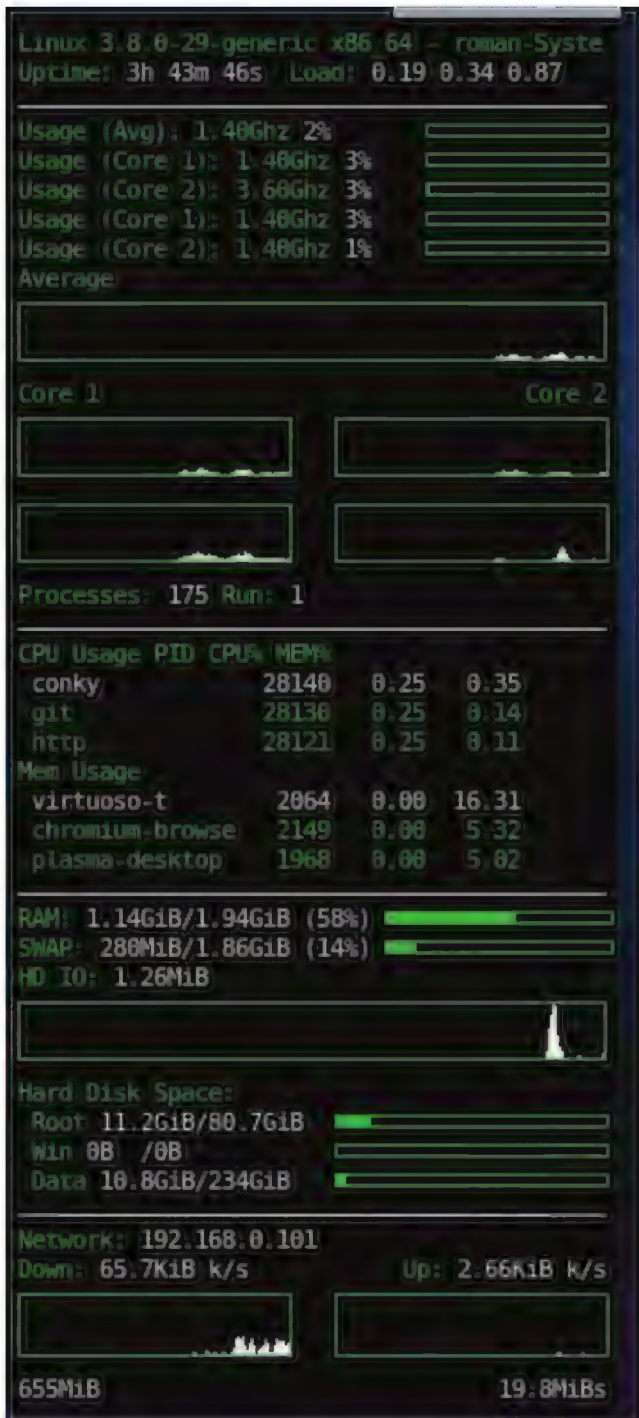 Linux 3.8.0-29-generic x86_64 - roman-Syste
Uptime: 3h 43m 46s Load: 0.19 0.34 0.87
Usage (Avg): 1.40Ghz 2%
Usage (Core 1): 1.40Ghz 3%
Usage (Core 2): 3.60Ghz 3%
Usage (Core 1): 1.40Ghz 3%
Usage (Core 2): 1.40Ghz 1%
Average
Core 1 Core 2
Processes: 175 Run: 1
CPU Usage PID CPU% MEM%
conky 28140 0.25 0.35
git 28130 0.25 0.14
http 28121 0.25 0.11
Mem Usage
virtuoso-t 2064 0.00 16.31
chromium-browse 2149 0.00 5.32
plasma-desktop 1968 0.00 5.02
RAM: 1.14GiB/1.94GiB (58%)
SWAP: 280MiB/1.86GiB (14%)
HD IO: 1.26MiB
Hard Disk Space:
Root 11.2GiB/80.7GiB
Win 0B /0B
Data 10.8GiB/234GiB
Network: 192.168.0.101
Down: 65.7KiB k/s Up: 2.66KiB k/s
655MiB 19.8MiBs